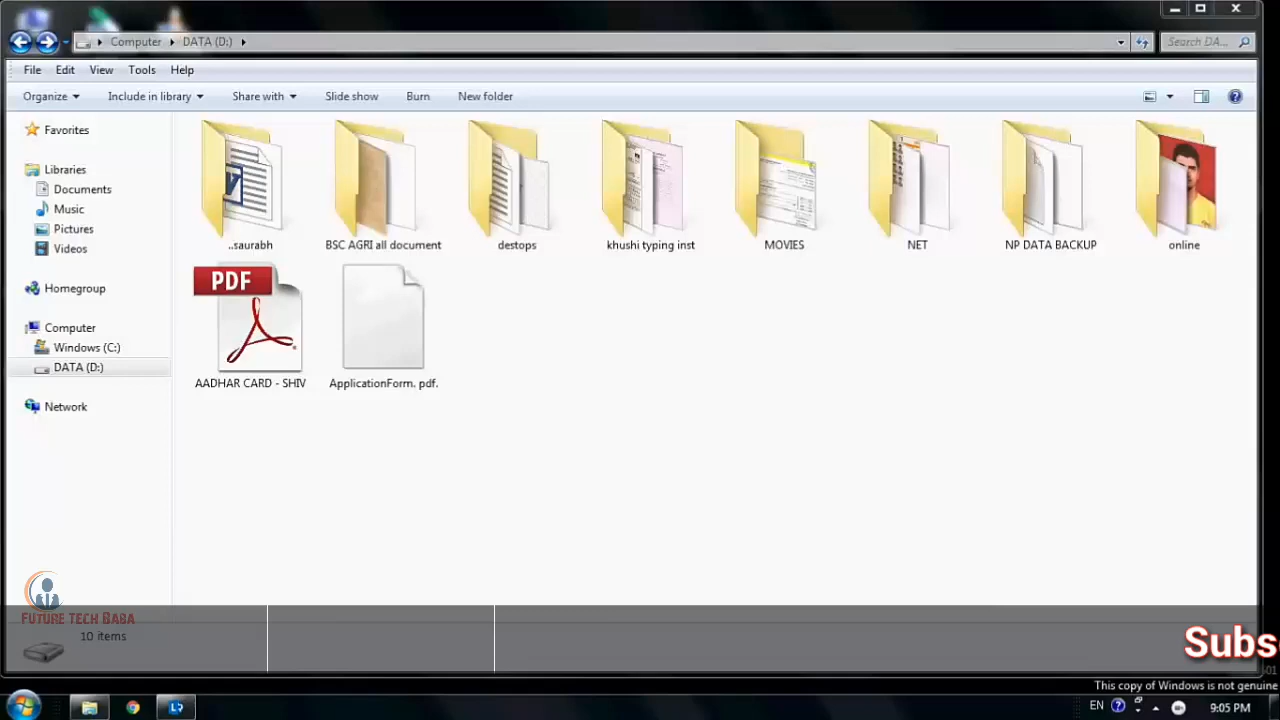 Computer
DATA (D:)
Search DA...
File
Edit
View
Tools
Help
Organize
Include in library
Share with
Slide show
Burn
New folder
Favorites
Libraries
Documents
Music
Pictures
Videos
Homegroup
Computer
Windows (C:)
DATA (D:)
Network
..saurabh
BSC AGRI all document
destops
khushi typing inst
MOVIES
NET
NP DATA BACKUP
online
PDF
AADHAR CARD - SHIV
ApplicationForm. pdf.
FUTURE TECH BABA
10 items
Subs
This copy of Windows is not genuine
EN
9:05 PM